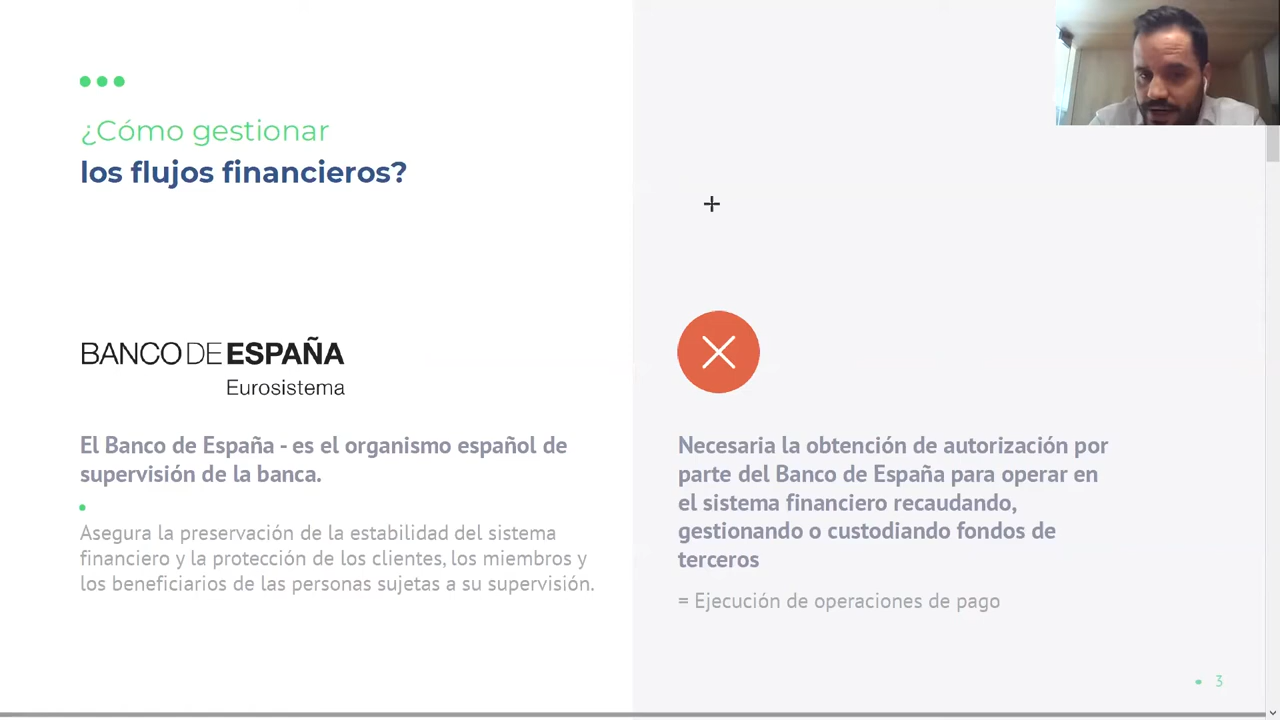 ¿Cómo gestionar
los flujos financieros?
BANCO DE ESPAÑA
Eurosistema
El Banco de España - es el organismo español de
supervisión de la banca.
Asegura la preservación de la estabilidad del sistema
financiero y la protección de los clientes, los miembros y
los beneficiarios de las personas sujetas a su supervisión.
Necesaria la obtención de autorización por
parte del Banco de España para operar en
el sistema financiero recaudando,
gestionando o custodiando fondos de
terceros
= Ejecución de operaciones de pago
3